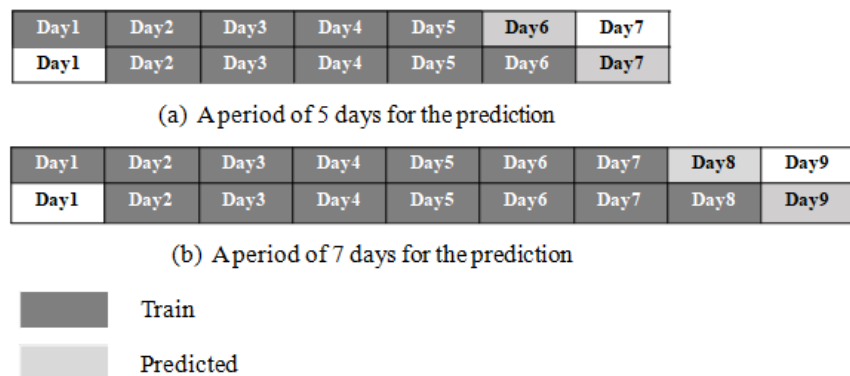 Day1 Day2 Day3 Day4 Day5 Day6 Day7
Day1 Day2 Day3 Day4 Day5 Day6 Day7
(a) A period of 5 days for the prediction
Day1 Day2 Day3 Day4 Day5 Day6 Day7 Day8 Day9
Day1 Day2 Day3 Day4 Day5 Day6 Day7 Day8 Day9
(b) A period of 7 days for the prediction
Train
Predicted